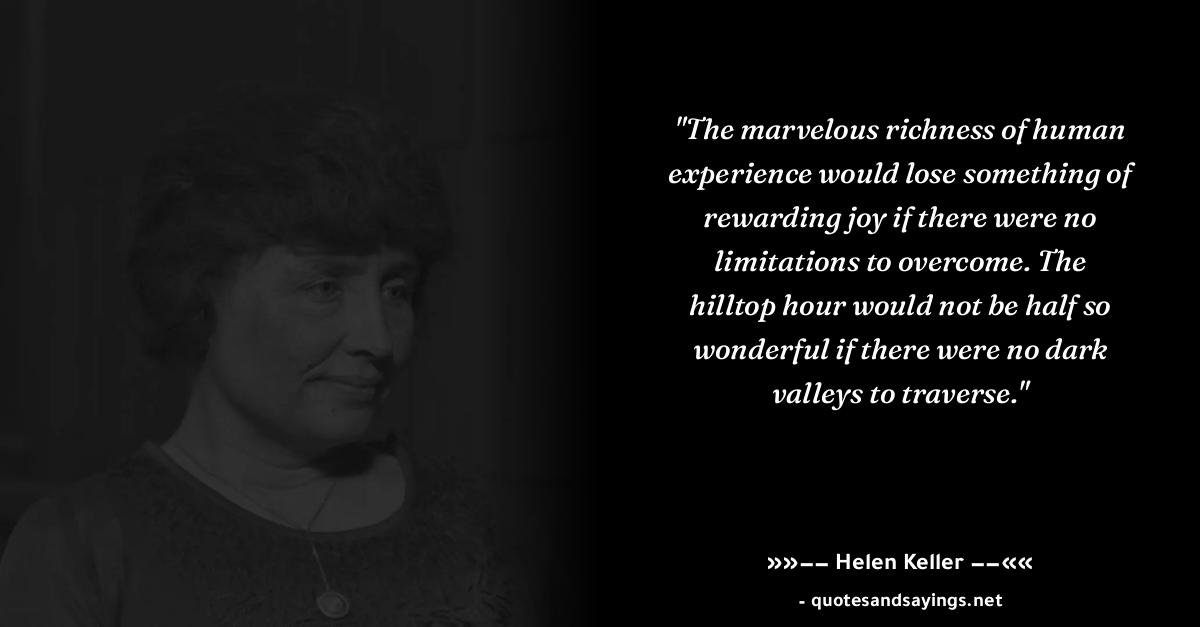 "The marvelous richness of human
experience would lose something of
rewarding joy if there were no
limitations to overcome. The
hilltop hour would not be half so
wonderful if there were no dark
valleys to traverse."
»»−− Helen Keller −−««
- quotesandsayings.net